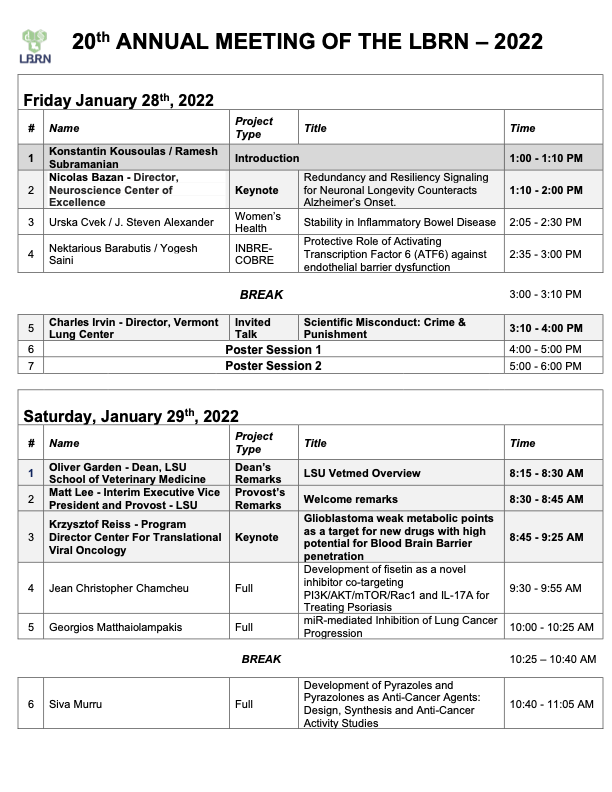 LBRN
20th ANNUAL MEETING OF THE LBRN – 2022
Friday January 28th, 2022
# Name Project Type Title Time
1 Konstantin Kousoulas / Ramesh Subramanian Introduction 1:00 - 1:10 PM
2 Nicolas Bazan - Director, Neuroscience Center of Excellence Keynote Redundancy and Resiliency Signaling for Neuronal Longevity Counteracts Alzheimer's Onset. 1:10 - 2:00 PM
3 Urska Cvek / J. Steven Alexander Women's Health Stability in Inflammatory Bowel Disease 2:05 - 2:30 PM
4 Nektarious Barabutis / Yogesh Saini INBRE-COBRE Protective Role of Activating Transcription Factor 6 (ATF6) against endothelial barrier dysfunction 2:35 - 3:00 PM
BREAK 3:00 - 3:10 PM
5 Charles Irvin - Director, Vermont Lung Center Invited Talk Scientific Misconduct: Crime & Punishment 3:10 - 4:00 PM
6 Poster Session 1 4:00 - 5:00 PM
7 Poster Session 2 5:00 - 6:00 PM
Saturday, January 29th, 2022
# Name Project Type Title Time
1 Oliver Garden - Dean, LSU School of Veterinary Medicine Dean's Remarks LSU Vetmed Overview 8:15 - 8:30 AM
2 Matt Lee - Interim Executive Vice President and Provost - LSU Provost's Remarks Welcome remarks 8:30 - 8:45 AM
3 Krzysztof Reiss - Program Director Center For Translational Viral Oncology Keynote Glioblastoma weak metabolic points as a target for new drugs with high potential for Blood Brain Barrier penetration 8:45 - 9:25 AM
4 Jean Christopher Chamcheu Full Development of fisetin as a novel inhibitor co-targeting PI3K/AKT/mTOR/Rac1 and IL-17A for Treating Psoriasis 9:30 - 9:55 AM
5 Georgios Matthaiolampakis Full miR-mediated Inhibition of Lung Cancer Progression 10:00 - 10:25 AM
BREAK 10:25 – 10:40 AM
6 Siva Murru Full Development of Pyrazoles and Pyrazolones as Anti-Cancer Agents: Design, Synthesis and Anti-Cancer Activity Studies 10:40 - 11:05 AM